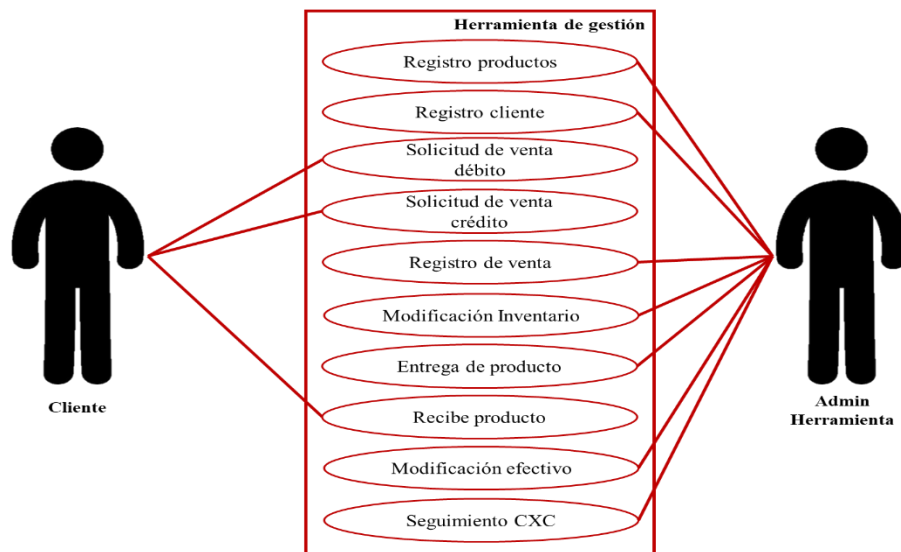 Herramienta de gestión
Registro productos
Registro cliente
Solicitud de venta
débito
Solicitud de venta
crédito
Registro de venta
Modificación Inventario
Entrega de producto
Recibe producto
Modificación efectivo
Seguimiento CXC
Cliente
Admin
Herramienta